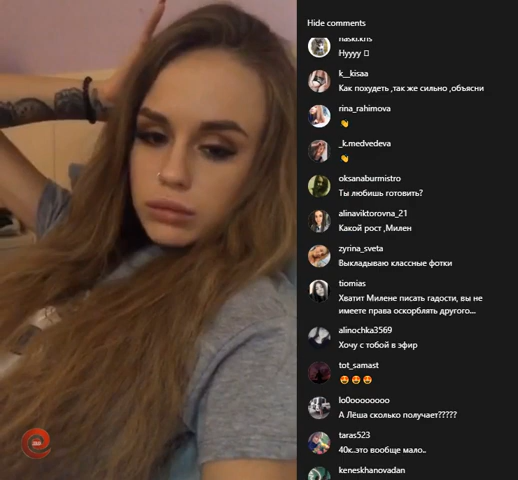 Hide comments
Нуууу
k__kisaa
Как похудеть ,так же сильно ,объясни
rina_rahimova
_k.medvedeva
oksanaburmistro
Ты любишь готовить?
alinaviktorovna_21
Какой рост ,Милен
zyrina_sveta
Выкладываю классные фотки
tiomias
Хватит Милене писать гадости, вы не
имеете права оскорблять другого...
alinochka3569
Хочу с тобой в эфир
tot_samast
😍 😍 😍
lo0oooooooo
А Лёша сколько получает?????
taras523
40к..это вообще мало..
keneskhanovadan